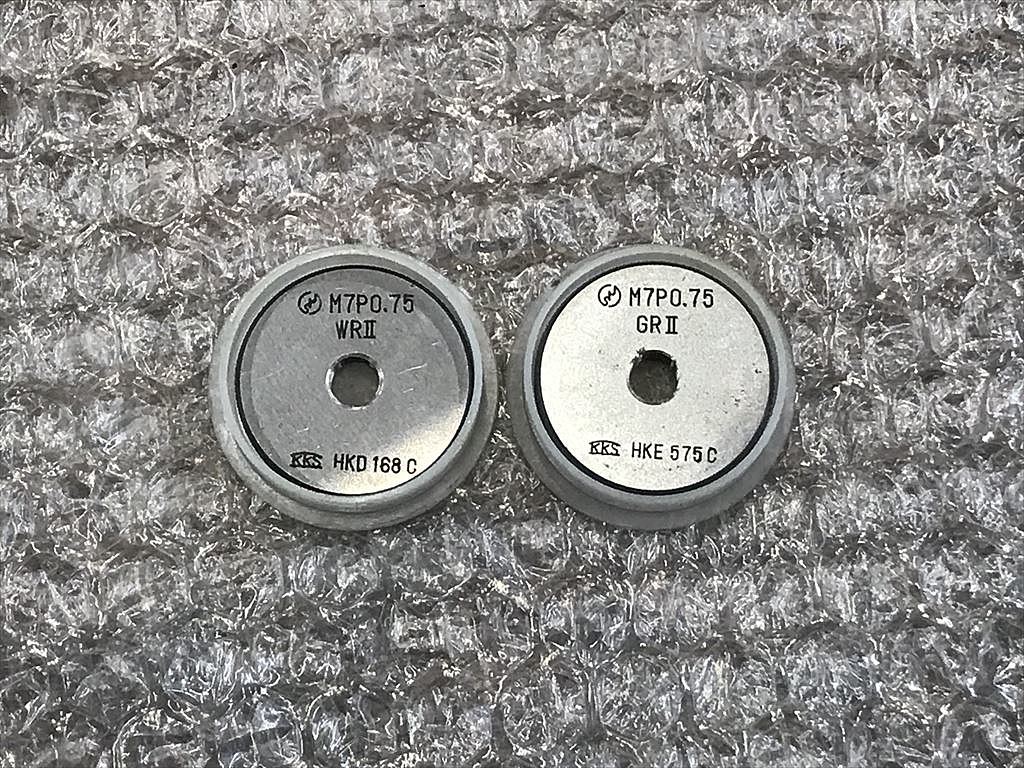 M7P0.75
WRⅡ
KKS HKD 168 C
M7P0.75
GRⅡ
KKS HKE 575 C